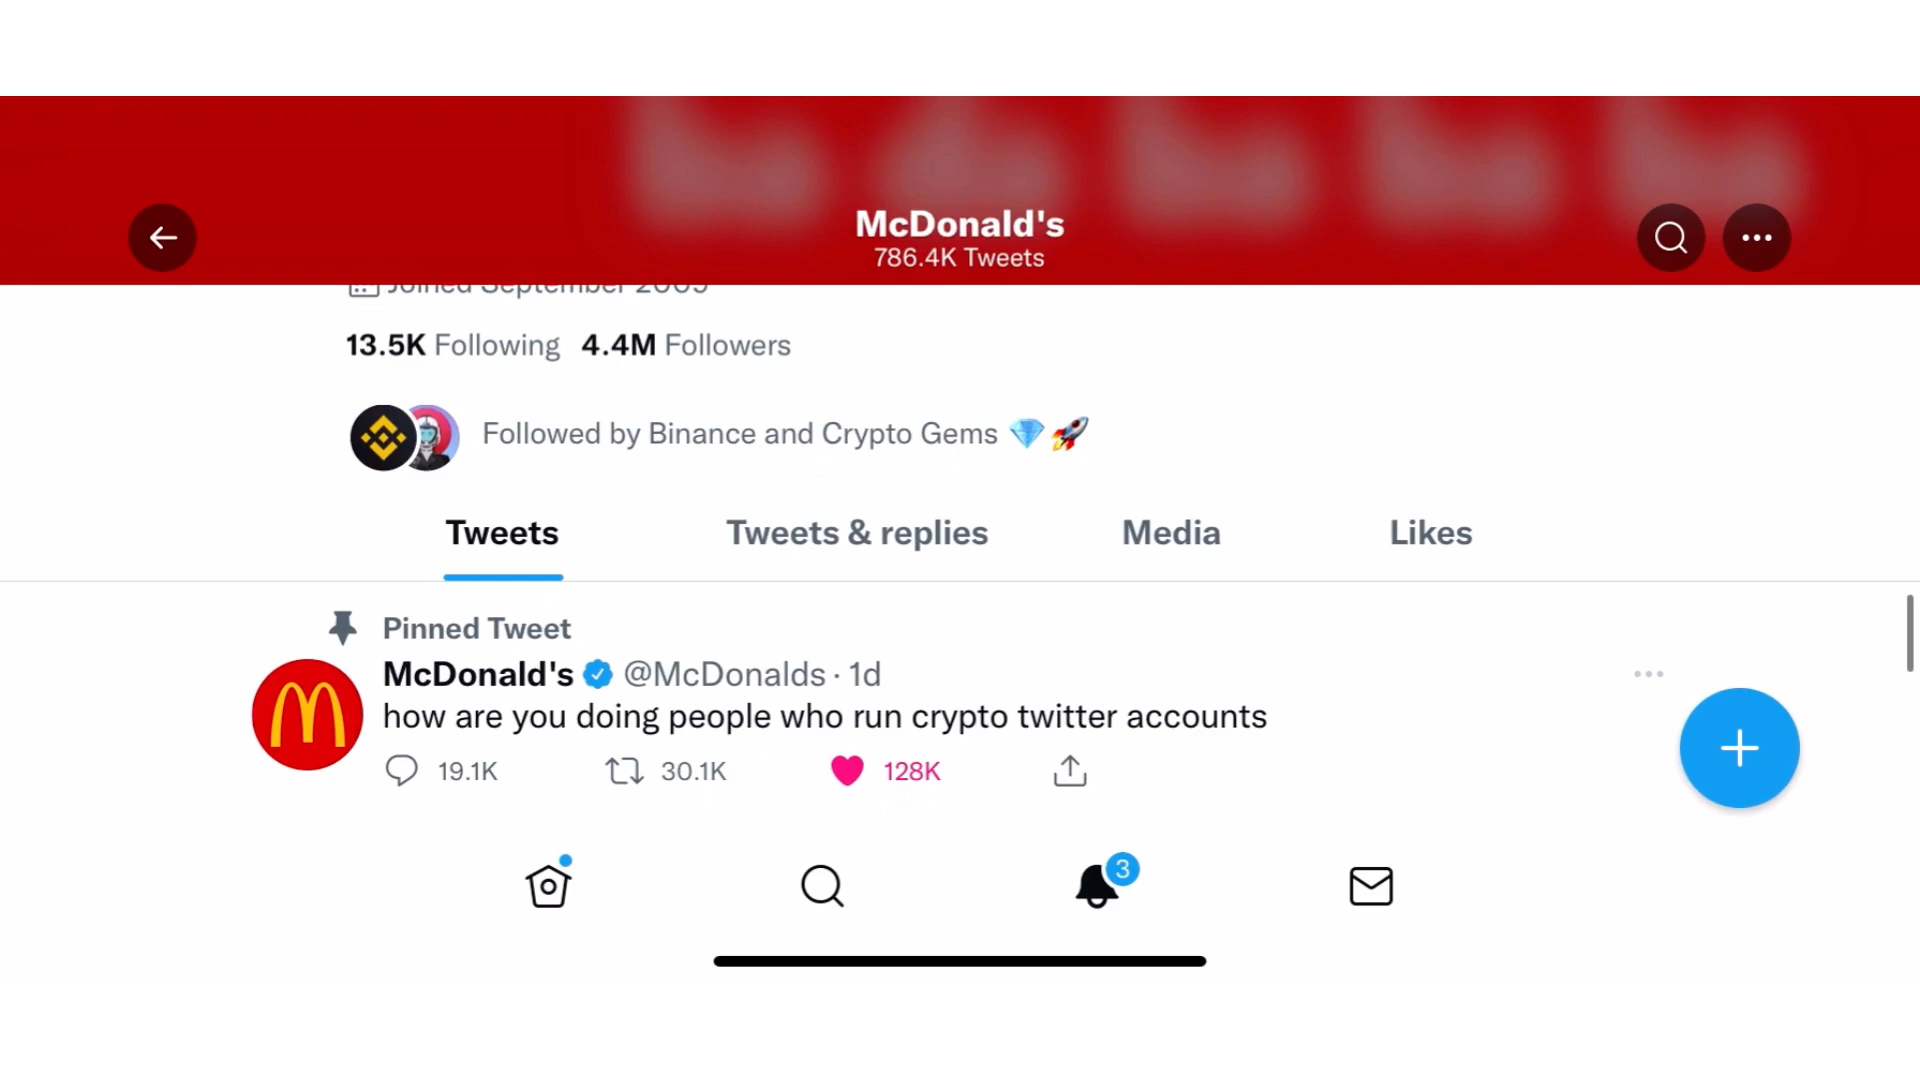 McDonald's
786.4K Tweets
Joined September 2009
13.5K Following 4.4M Followers
Followed by Binance and Crypto Gems 💎🚀
Tweets Tweets & replies Media Likes
Pinned Tweet
McDonald's @McDonalds · 1d
how are you doing people who run crypto twitter accounts
19.1K 30.1K 128K
3